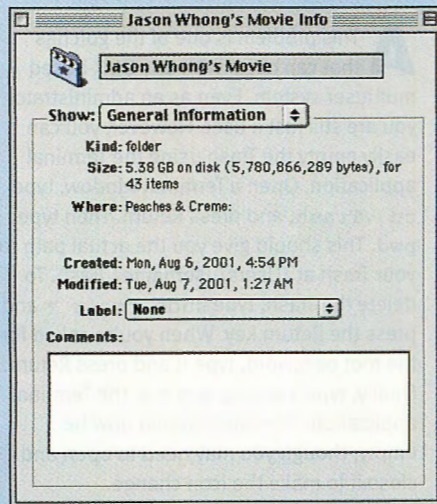 Jason Whong's Movie Info
Jason Whong's Movie
Show: General Information
Kind: folder
Size: 5.38 GB on disk (5,780,866,289 bytes), for
43 items
Where: Peaches & Creme:
Created: Mon, Aug 6, 2001, 4:54 PM
Modified: Tue, Aug 7, 2001, 1:27 AM
Label: None
Comments: